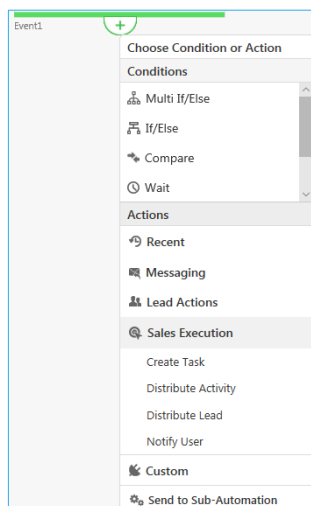 Event1
Choose Condition or Action
Conditions
Multi If/Else
If/Else
Compare
Wait
Actions
Recent
Messaging
Lead Actions
Sales Execution
Create Task
Distribute Activity
Distribute Lead
Notify User
Custom
Send to Sub-Automation